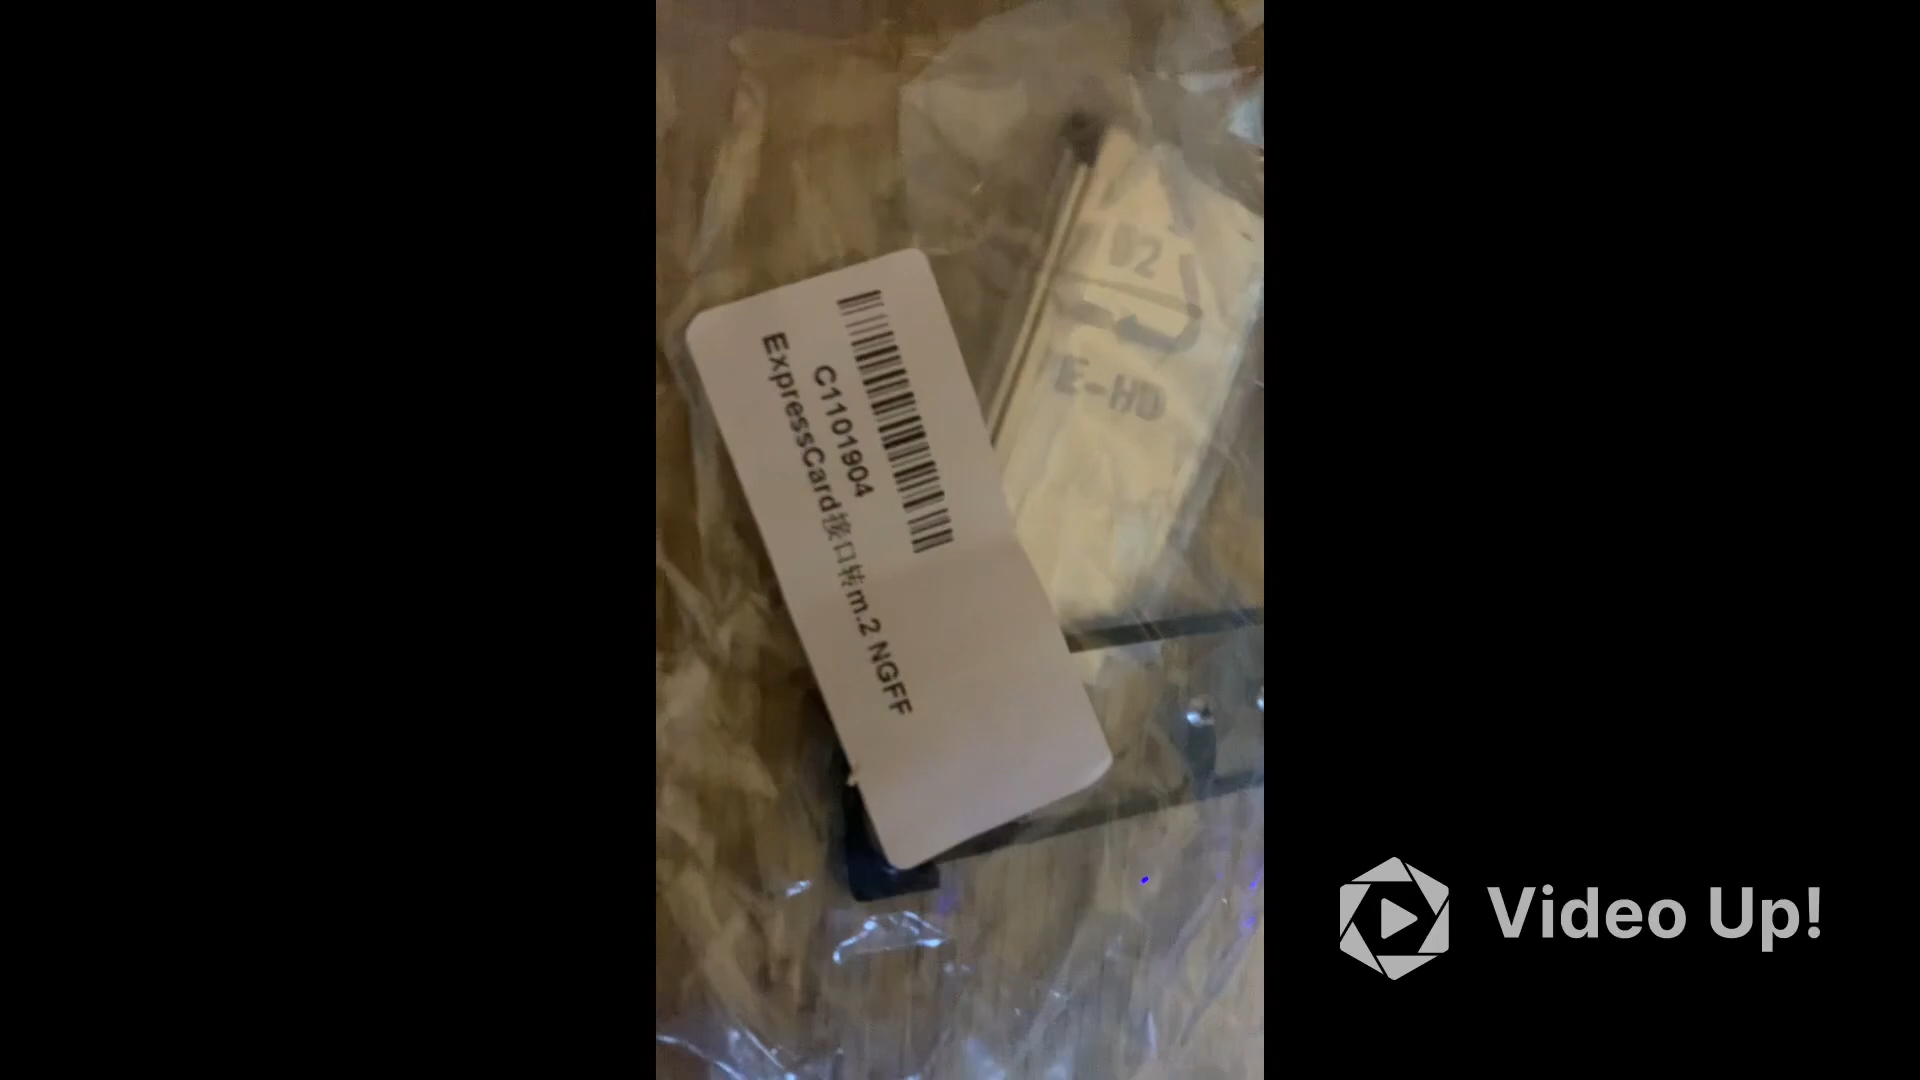 C1101904
ExpressCard接口转m.2 NGFF
02
E-HD
Video Up!